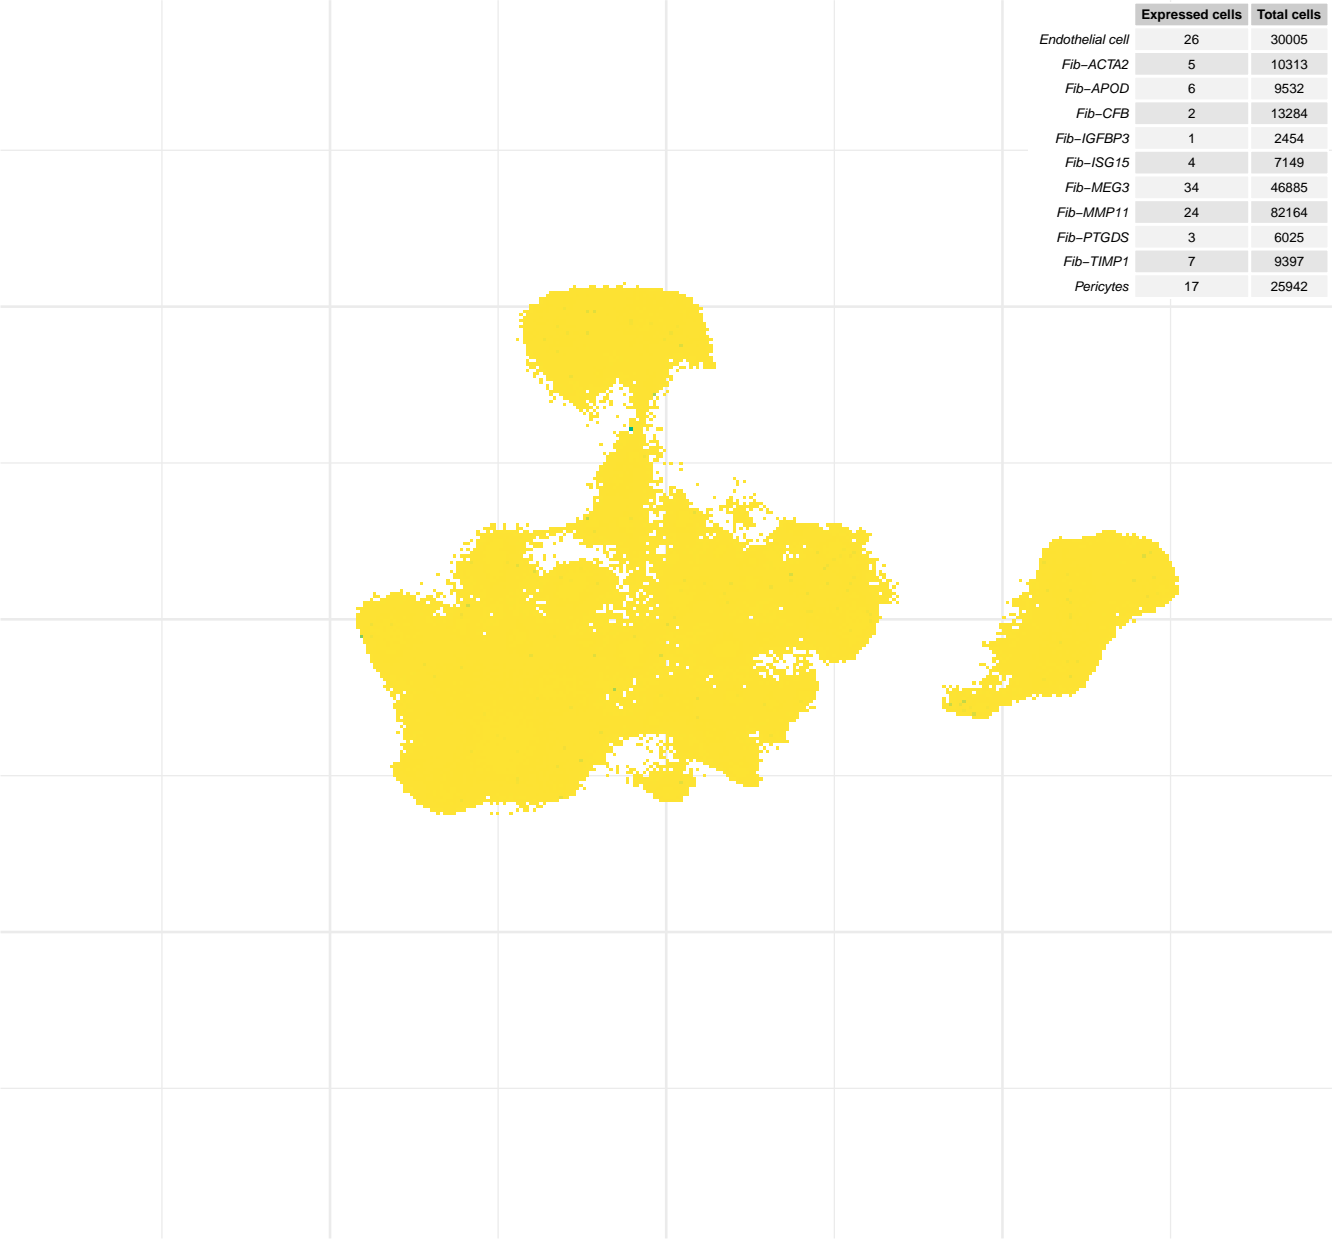 Expressed cells Total cells
Endothelial cell 26 30005
Fib−ACTA2 5 10313
Fib−APOD 6 9532
Fib−CFB 2 13284
Fib−IGFBP3 1 2454
Fib−ISG15 4 7149
Fib−MEG3 34 46885
Fib−MMP11 24 82164
Fib−PTGDS 3 6025
Fib−TIMP1 7 9397
Pericytes 17 25942